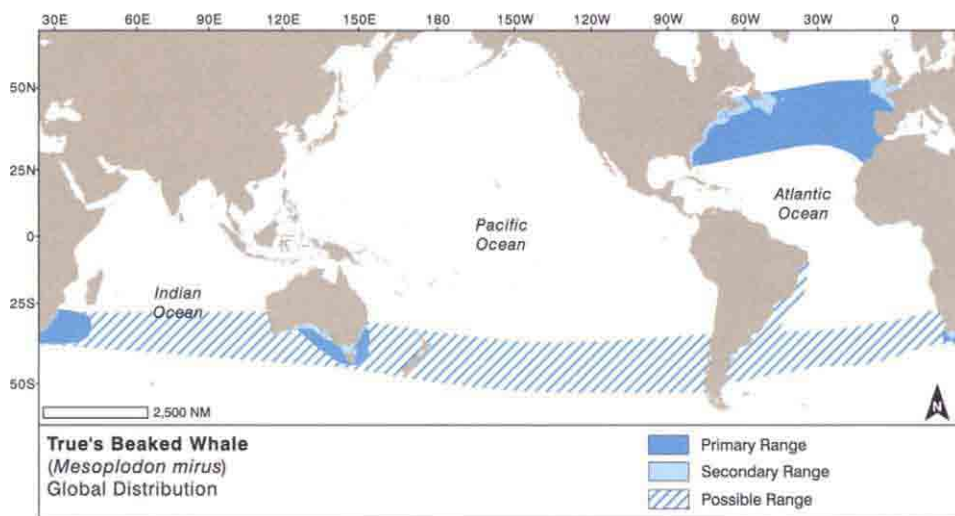 30E 60E 90E 120E 150E 180 150W 120W 90W 60W 30W 0
50N
25N
Atlantic
Ocean
Pacific
Ocean
0
Indian
Ocean
25S
50S
2,500 NM
N
True's Beaked Whale
(Mesoplodon mirus)
Global Distribution
Primary Range
Secondary Range
Possible Range